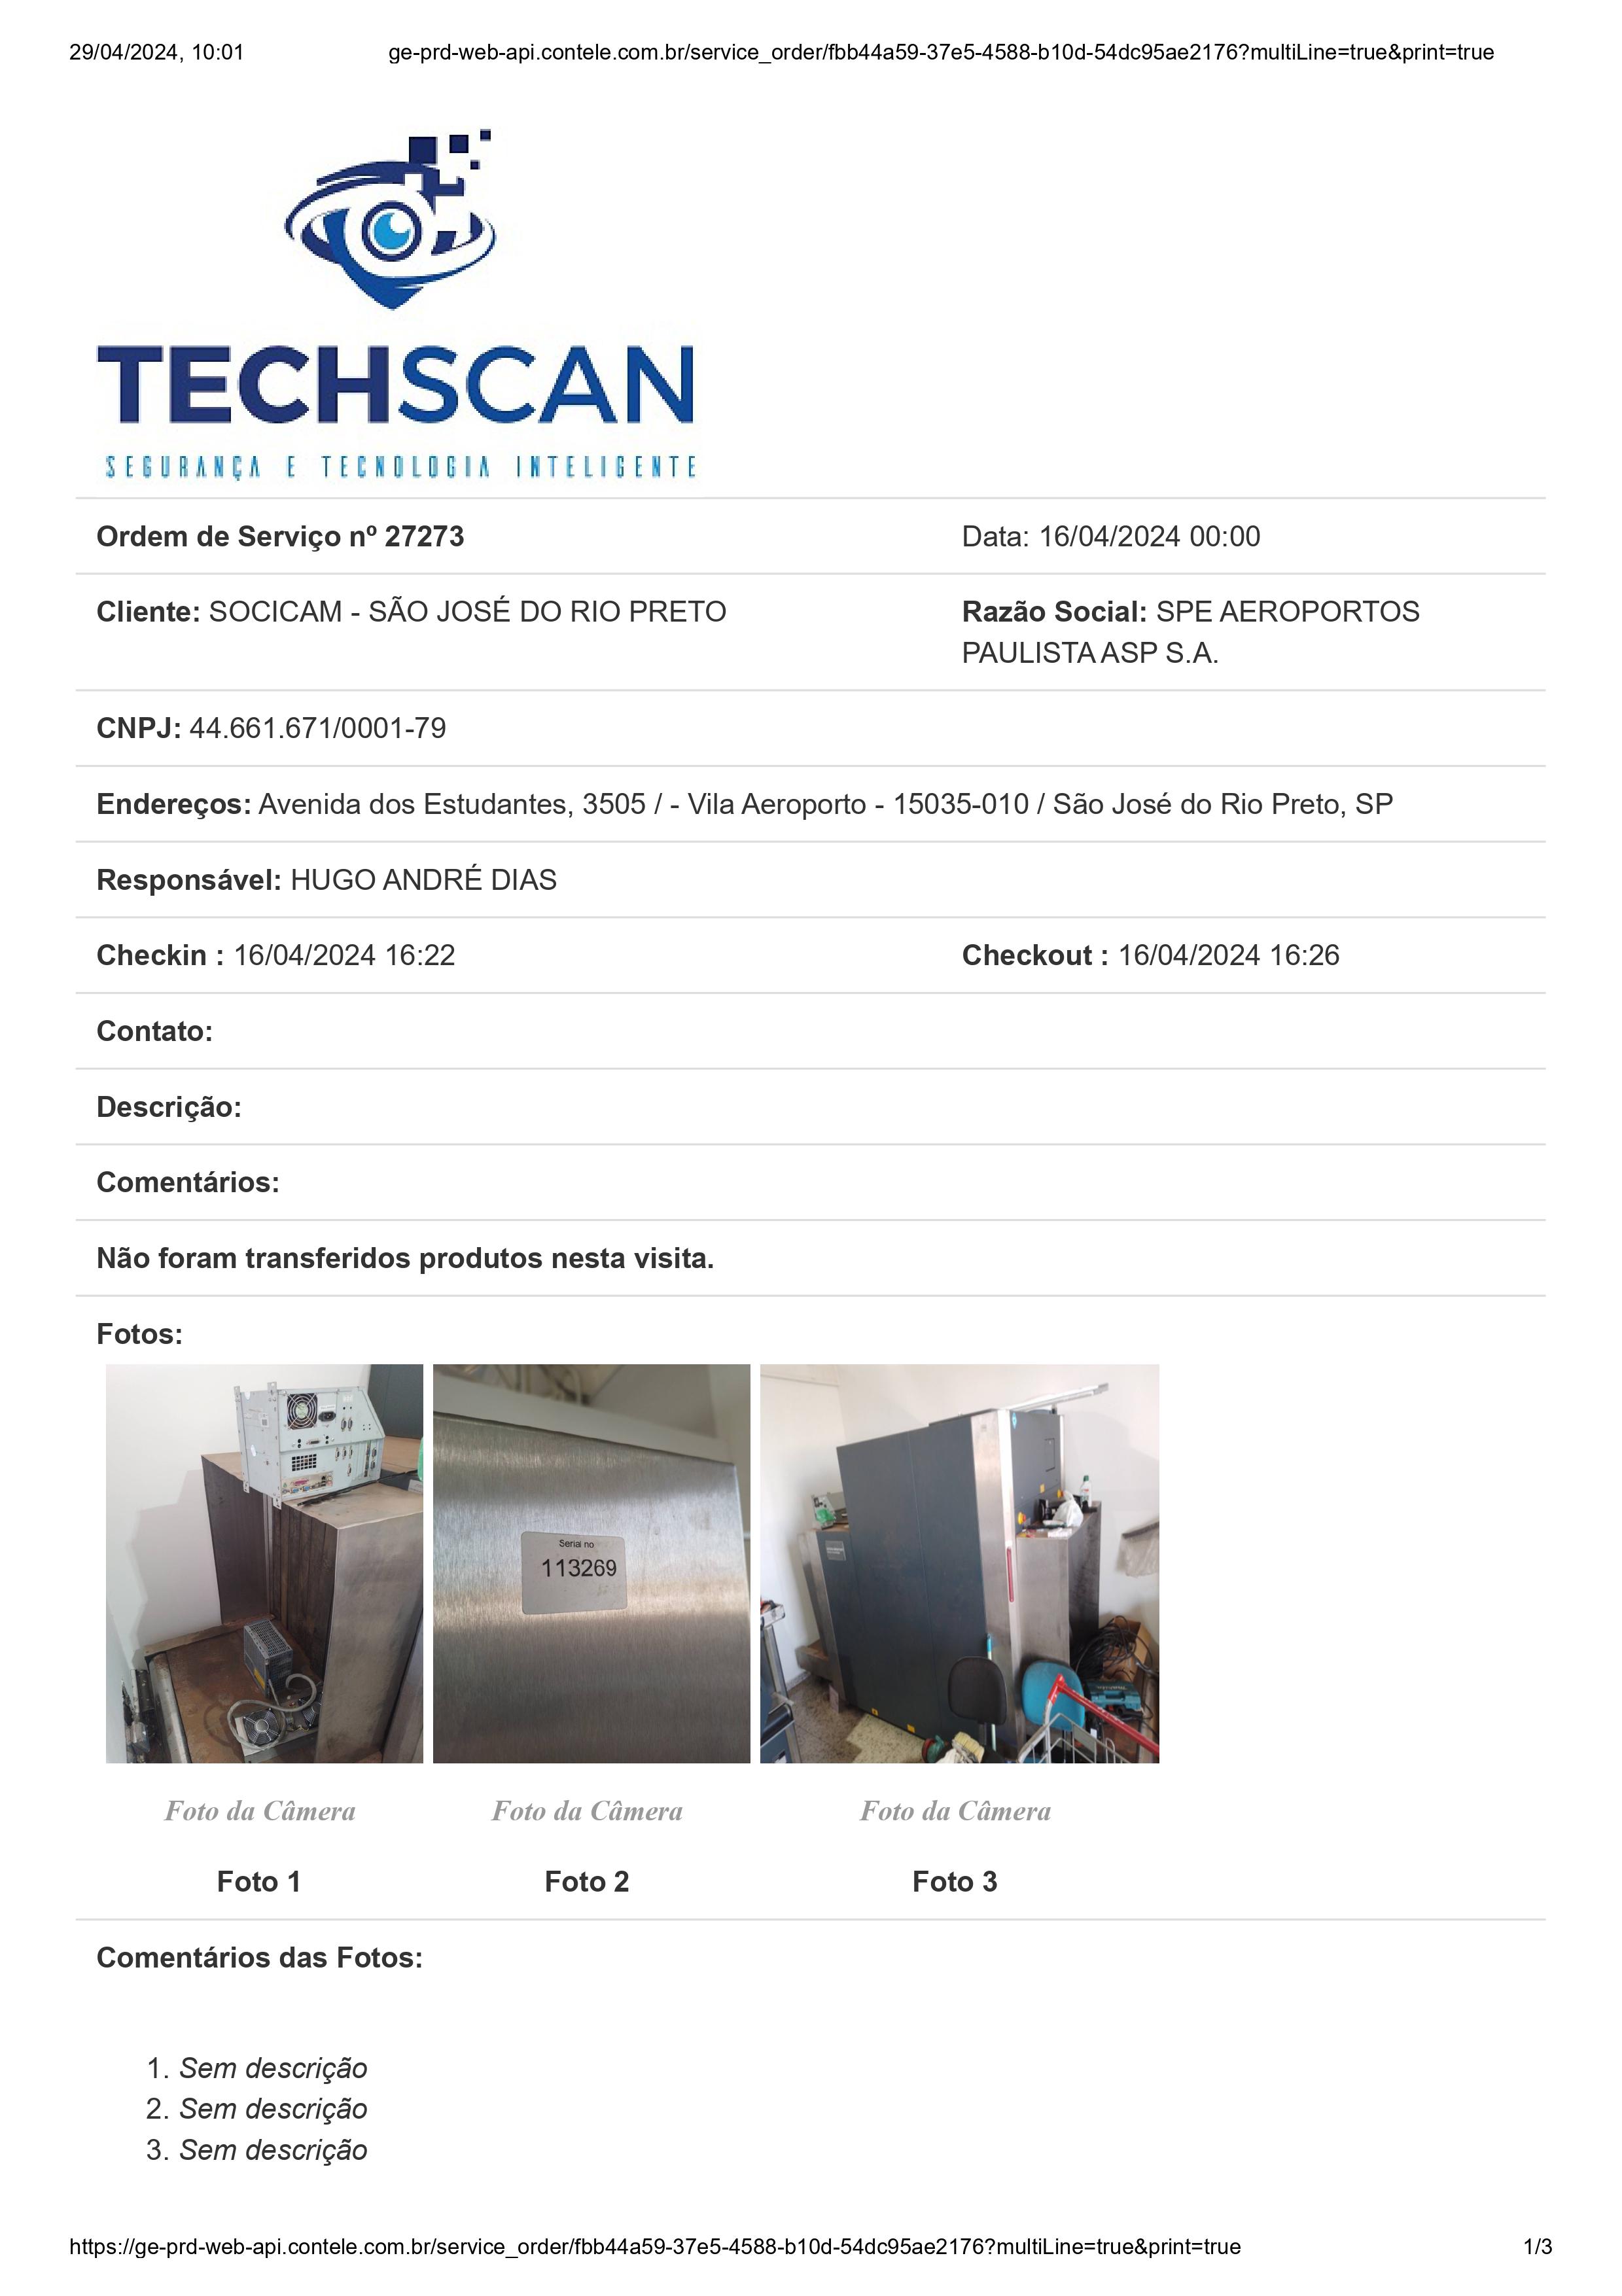 29/04/2024, 10:01 ge-prd-web-api.contele.com.br/service_order/fbb44a59-37e5-4588-b10d-54dc95ae2176?multiLine=true&print=true
TECHSCAN
SEGURANÇA E TECNOLOGIA INTELIGENTE
Ordem de Serviço nº 27273 Data: 16/04/2024 00:00
Cliente: SOCICAM - SÃO JOSÉ DO RIO PRETO Razão Social: SPE AEROPORTOS
PAULISTA ASP S.A.
CNPJ: 44.661.671/0001-79
Endereços: Avenida dos Estudantes, 3505 / - Vila Aeroporto - 15035-010 / São José do Rio Preto, SP
Responsável: HUGO ANDRÉ DIAS
Checkin : 16/04/2024 16:22 Checkout : 16/04/2024 16:26
Contato:
Descrição:
Comentários:
Não foram transferidos produtos nesta visita.
Fotos:
Serial no
113269
Foto da Câmera Foto da Câmera Foto da Câmera
Foto 1 Foto 2 Foto 3
Comentários das Fotos:
1. Sem descrição
2. Sem descrição
3. Sem descrição
https://ge-prd-web-api.contele.com.br/service_order/fbb44a59-37e5-4588-b10d-54dc95ae2176?multiLine=true&print=true 1/3